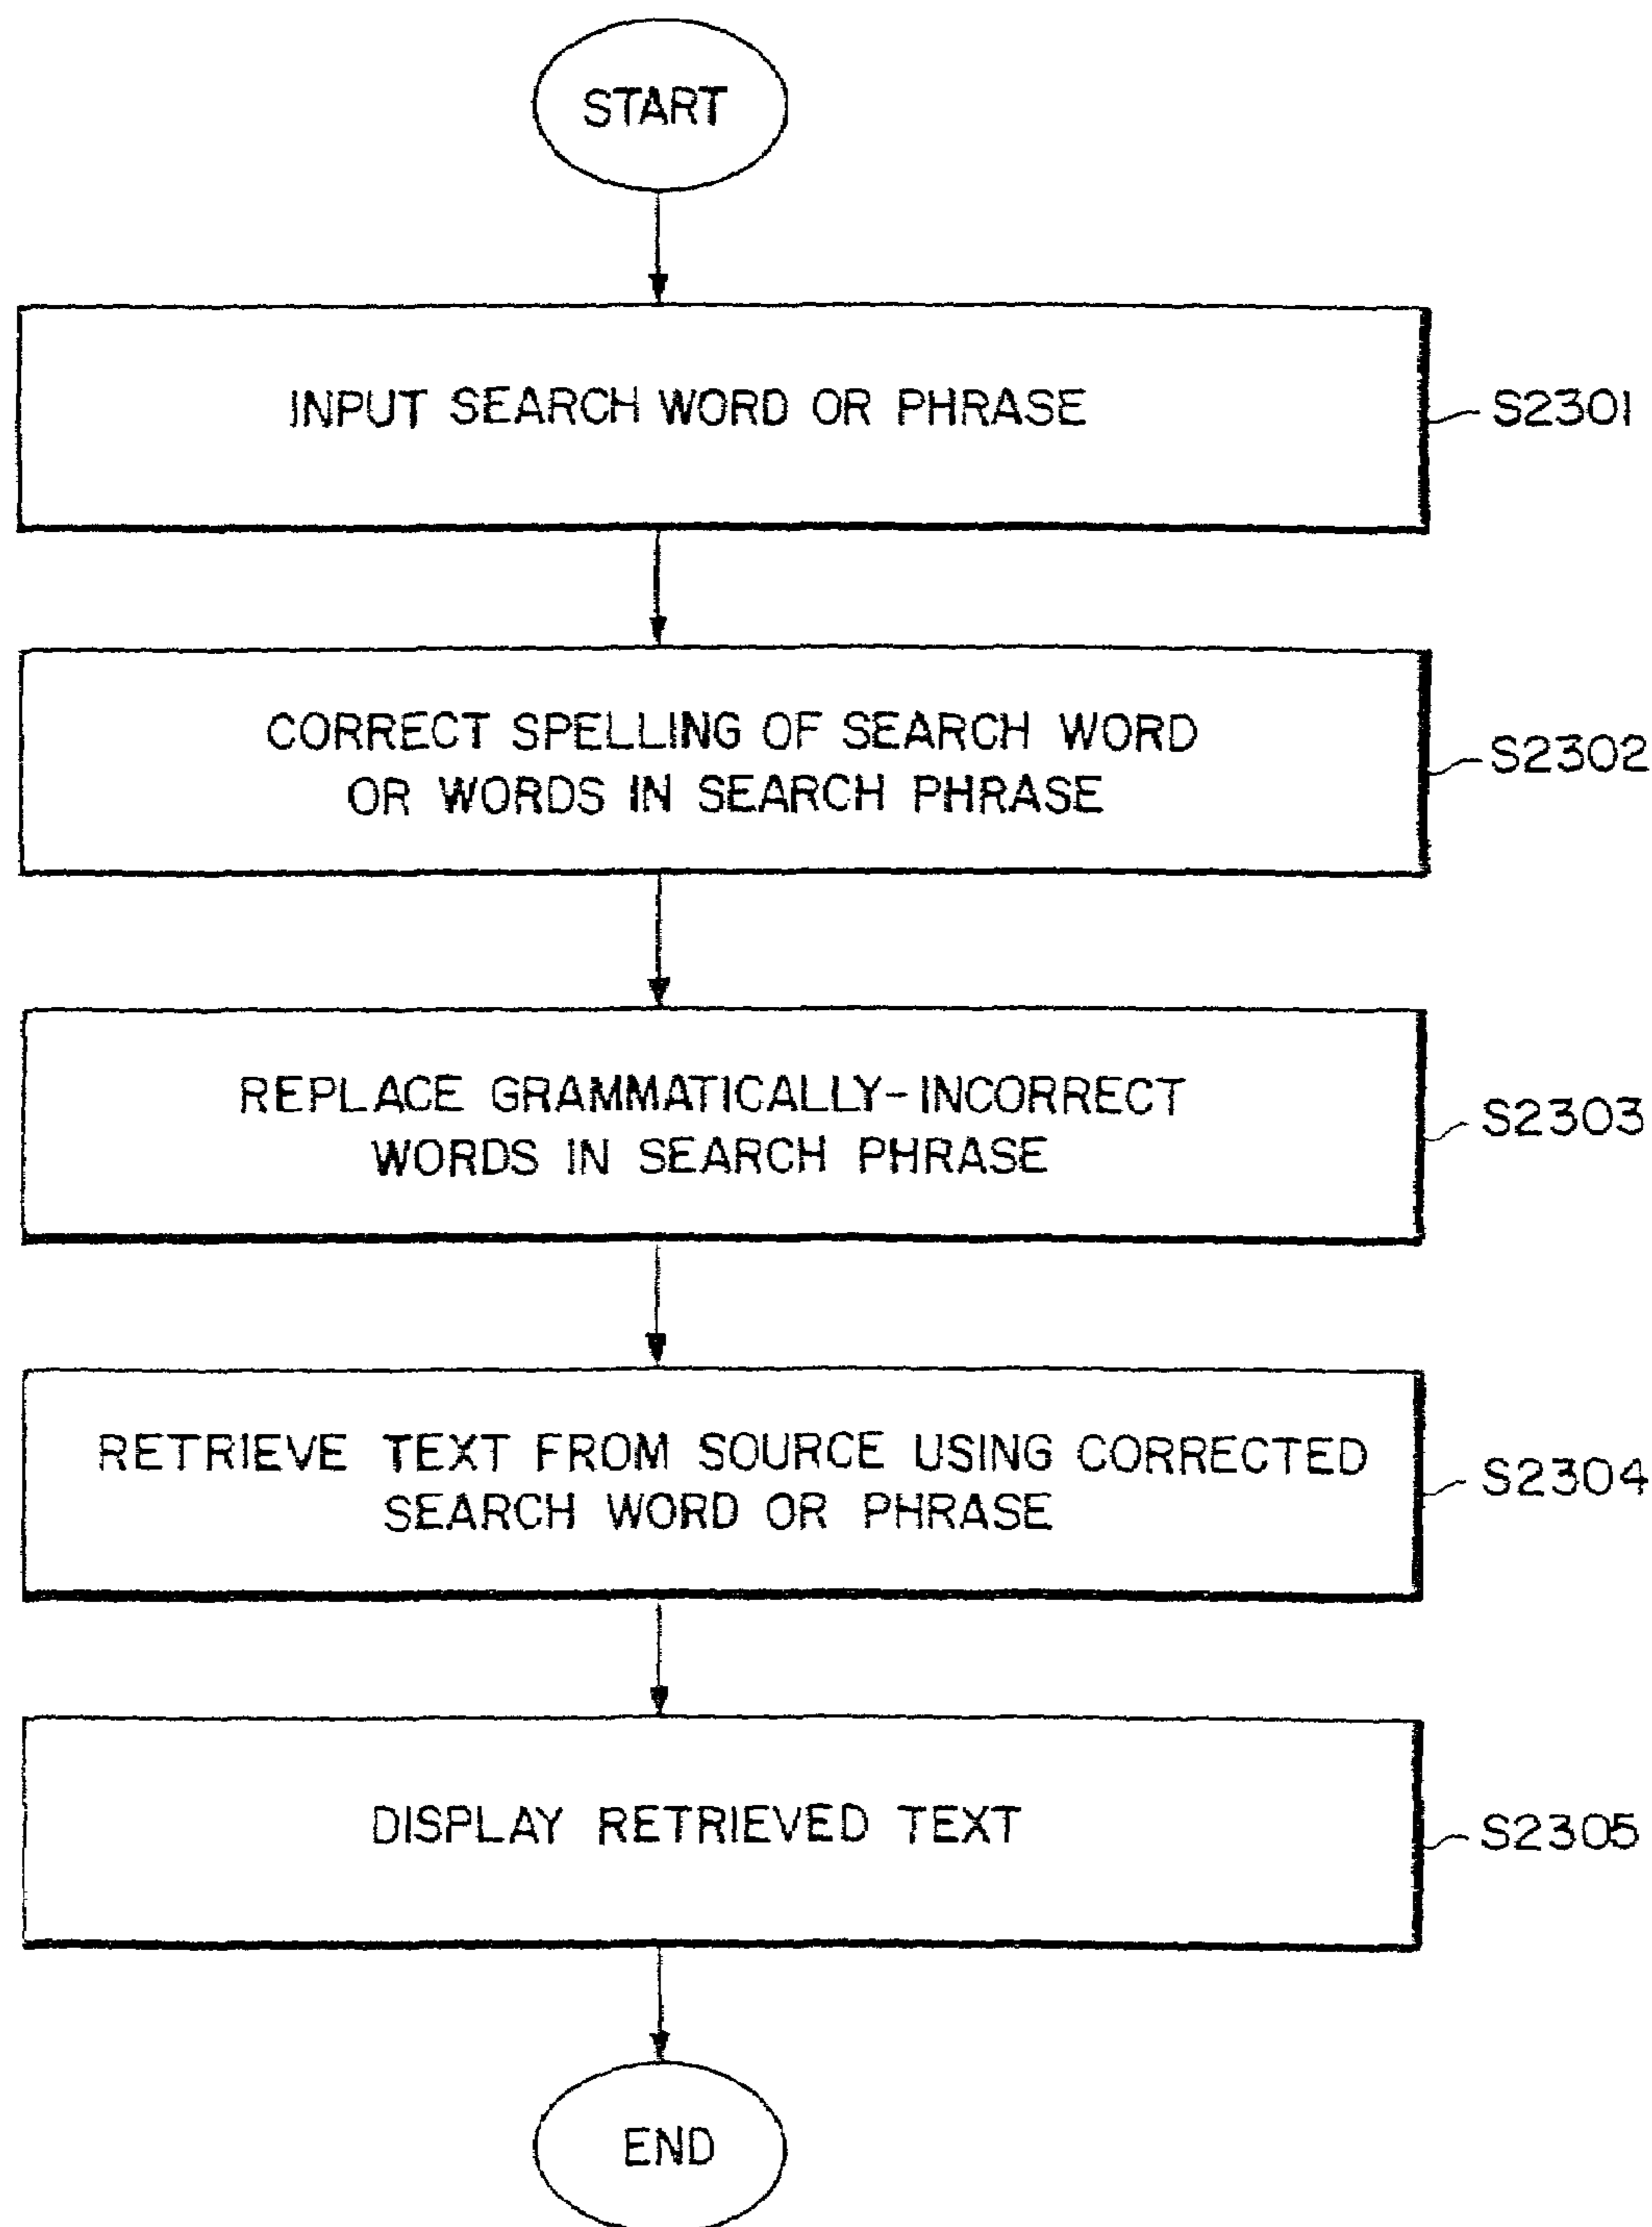 START
INPUT SEARCH WORD OR PHRASE
S2301
CORRECT SPELLING OF SEARCH WORD
OR WORDS IN SEARCH PHRASE
S2302
REPLACE GRAMMATICALLY-INCORRECT
WORDS IN SEARCH PHRASE
S2303
RETRIEVE TEXT FROM SOURCE USING CORRECTED
SEARCH WORD OR PHRASE
S2304
DISPLAY RETRIEVED TEXT
S2305
END